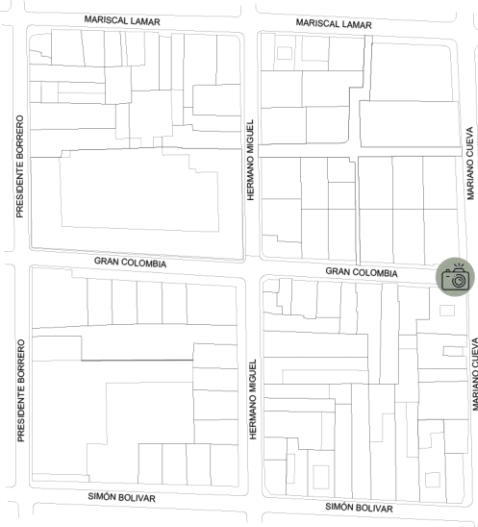 MARISCAL LAMAR
MARISCAL LAMAR
PRESIDENTE BORRERO
HERMANO MIGUEL
MARIANO CUEVA
GRAN COLOMBIA
GRAN COLOMBIA
PRESIDENTE BORRERO
HERMANO MIGUEL
MARIANO CUEVA
SIMÓN BOLIVAR
SIMÓN BOLIVAR